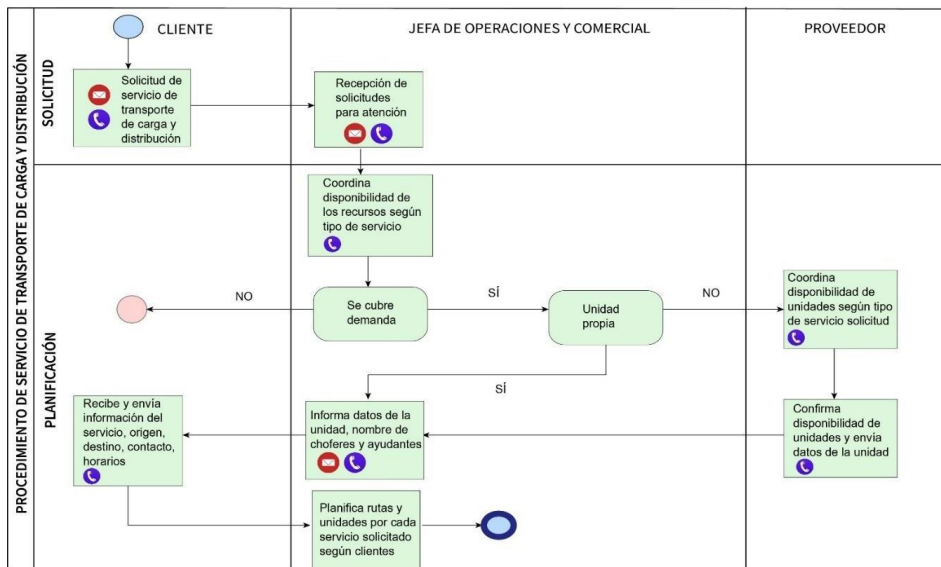 PROCEDIMIENTO DE SERVICIO DE TRANSPORTE DE CARGA Y DISTRIBUCIÓN
CLIENTE
JEFA DE OPERACIONES Y COMERCIAL
PROVEEDOR
SOLICITUD
Solicitud de
servicio de
transporte
de carga y
distribución
Recepción de
solicitudes
para atención
PLANIFICACIÓN
Coordina
disponibilidad de
los recursos según
tipo de servicio
NO
Se cubre
demanda
SÍ
Unidad
propia
NO
Coordina
disponibilidad de
unidades según tipo
de servicio solicitud
SÍ
Recibe y envía
información del
servicio, origen,
destino, contacto,
horarios
Informa datos de la
unidad, nombre de
choferes y ayudantes
Confirma
disponibilidad de
unidades y envía
datos de la unidad
Planifica rutas y
unidades por cada
servicio solicitado
según clientes